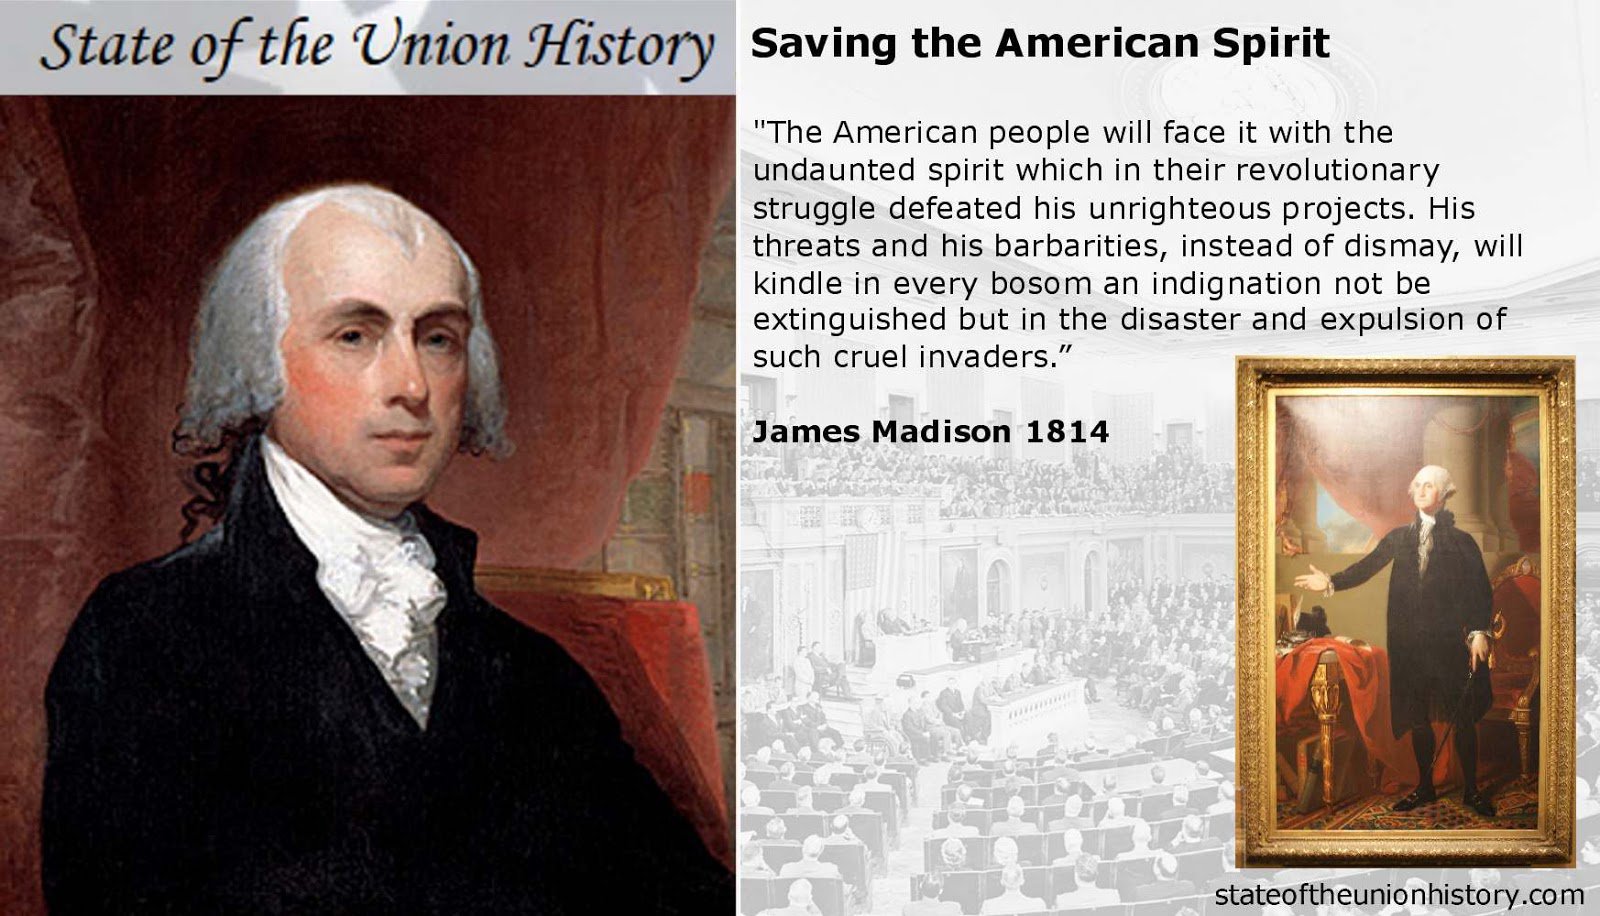 State of the Union History
Saving the American Spirit
"The American people will face it with the
undaunted spirit which in their revolutionary
struggle defeated his unrighteous projects. His
threats and his barbarities, instead of dismay, will
kindle in every bosom an indignation not be
extinguished but in the disaster and expulsion of
such cruel invaders.”
James Madison 1814
stateoftheunionhistory.com